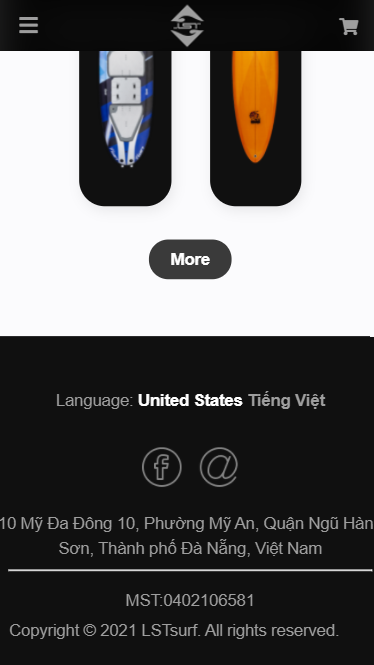 LST
More
Language: United States Tiếng Việt
10 Mỹ Đa Đông 10, Phường Mỹ An, Quận Ngũ Hàn
Sơn, Thành phố Đà Nẵng, Việt Nam
MST:0402106581
Copyright © 2021 LSTsurf. All rights reserved.